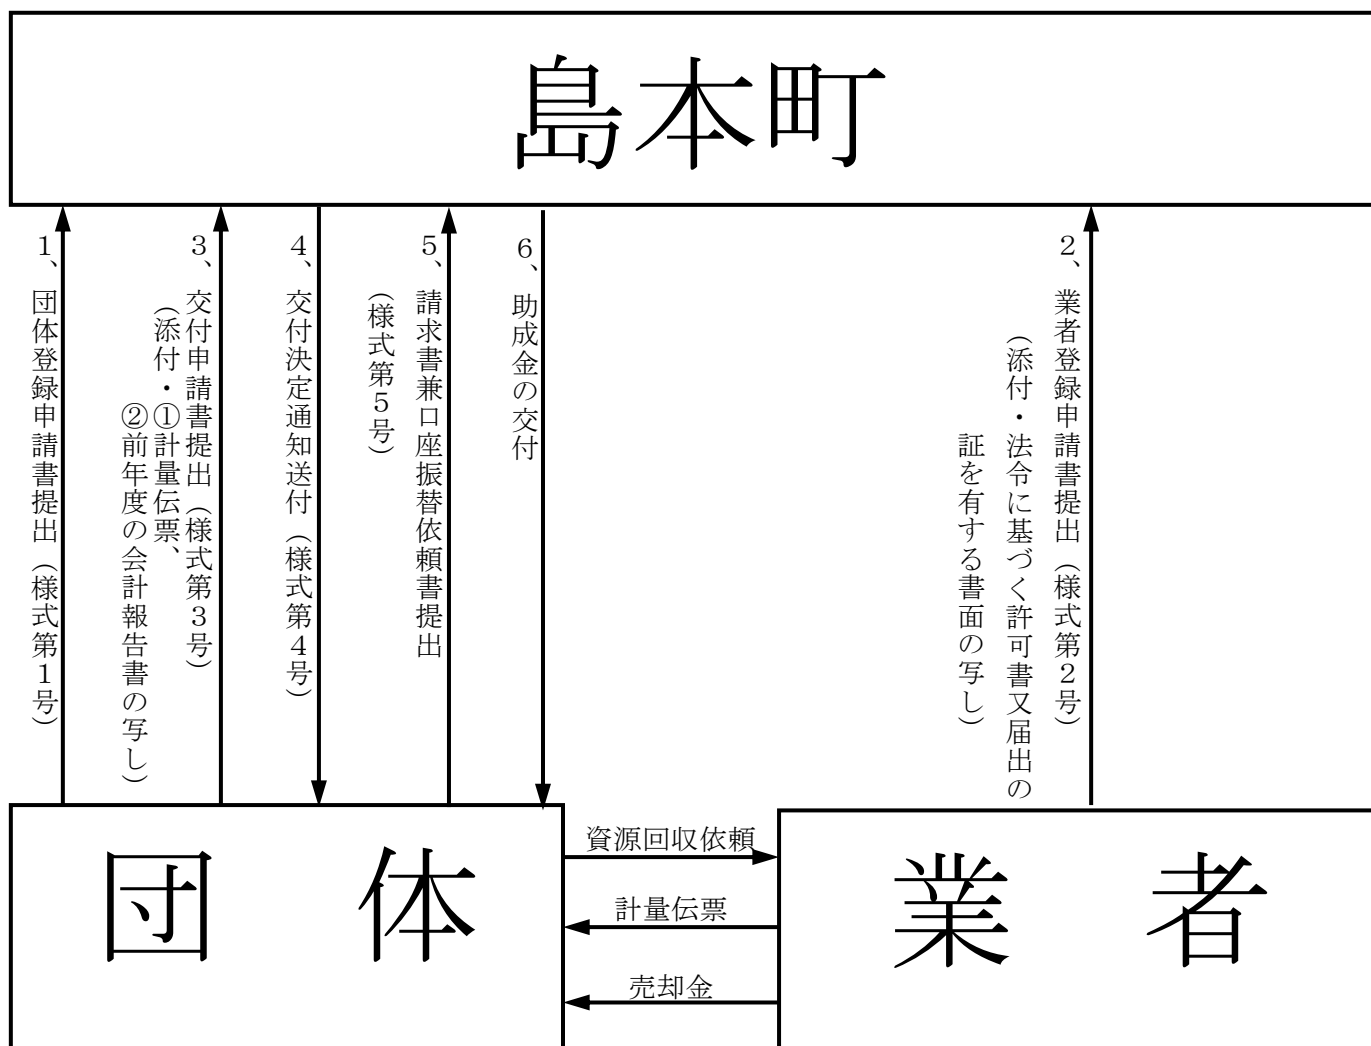 島本町
1、団体登録申請書提出（様式第1号）
3、交付申請書提出（様式第3号）
（添付・①計量伝票、
②前年度の会計報告書の写し）
4、交付決定通知送付（様式第4号）
5、請求書兼口座振替依頼書提出
（様式第5号）
6、助成金の交付
2、業者登録申請書提出（様式第2号）
（添付・法令に基づく許可書又届出の
証を有する書面の写し）
団　体
資源回収依頼
計量伝票
売却金
業　者